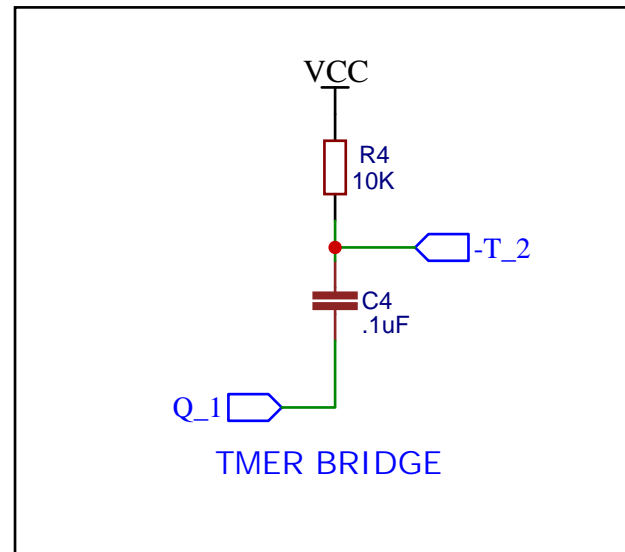 VCC
R4
10K
-T_2
C4
.1uF
Q_1
TMER BRIDGE